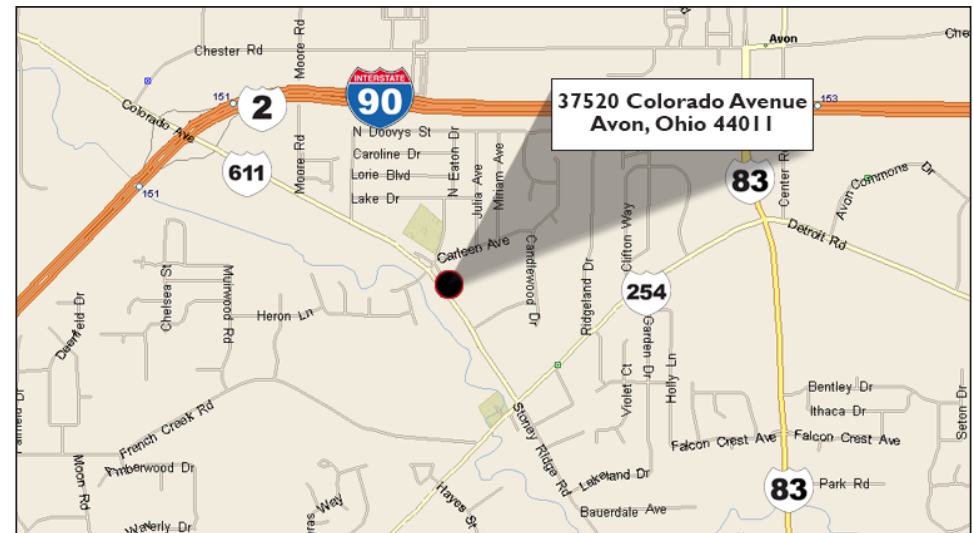 Avon
Che
Chester Rd
Moore Rd
INTERSTATE
90
2
151
153
37520 Colorado Avenue
Avon, Ohio 44011
Colorado Ave
N Doovys St
Caroline Dr
Lorie Blvd
Lake Dr
Moore Rd
N Eaton Dr
Julia Ave
Miriam Ave
611
151
83
Center R
Avon Commons Dr
Detroit Rd
Carleen Ave
Candlewood Dr
Clifton Way
Ridgeland Dr
254
Chelsea St
Muirwood Rd
Deerfield Dr
Heron Ln
Garden Dr
Holly Ln
Violet Ct
Bentley Dr
Ithaca Dr
Seton Dr
French Creek Rd
Stoney Ridge Rd
Falcon Crest Ave
Falcon Crest Ave
Moon Rd
Lakeland Dr
83
Park Rd
Hayes St
Bauerdale Ave
Waverly Dr
eras Way